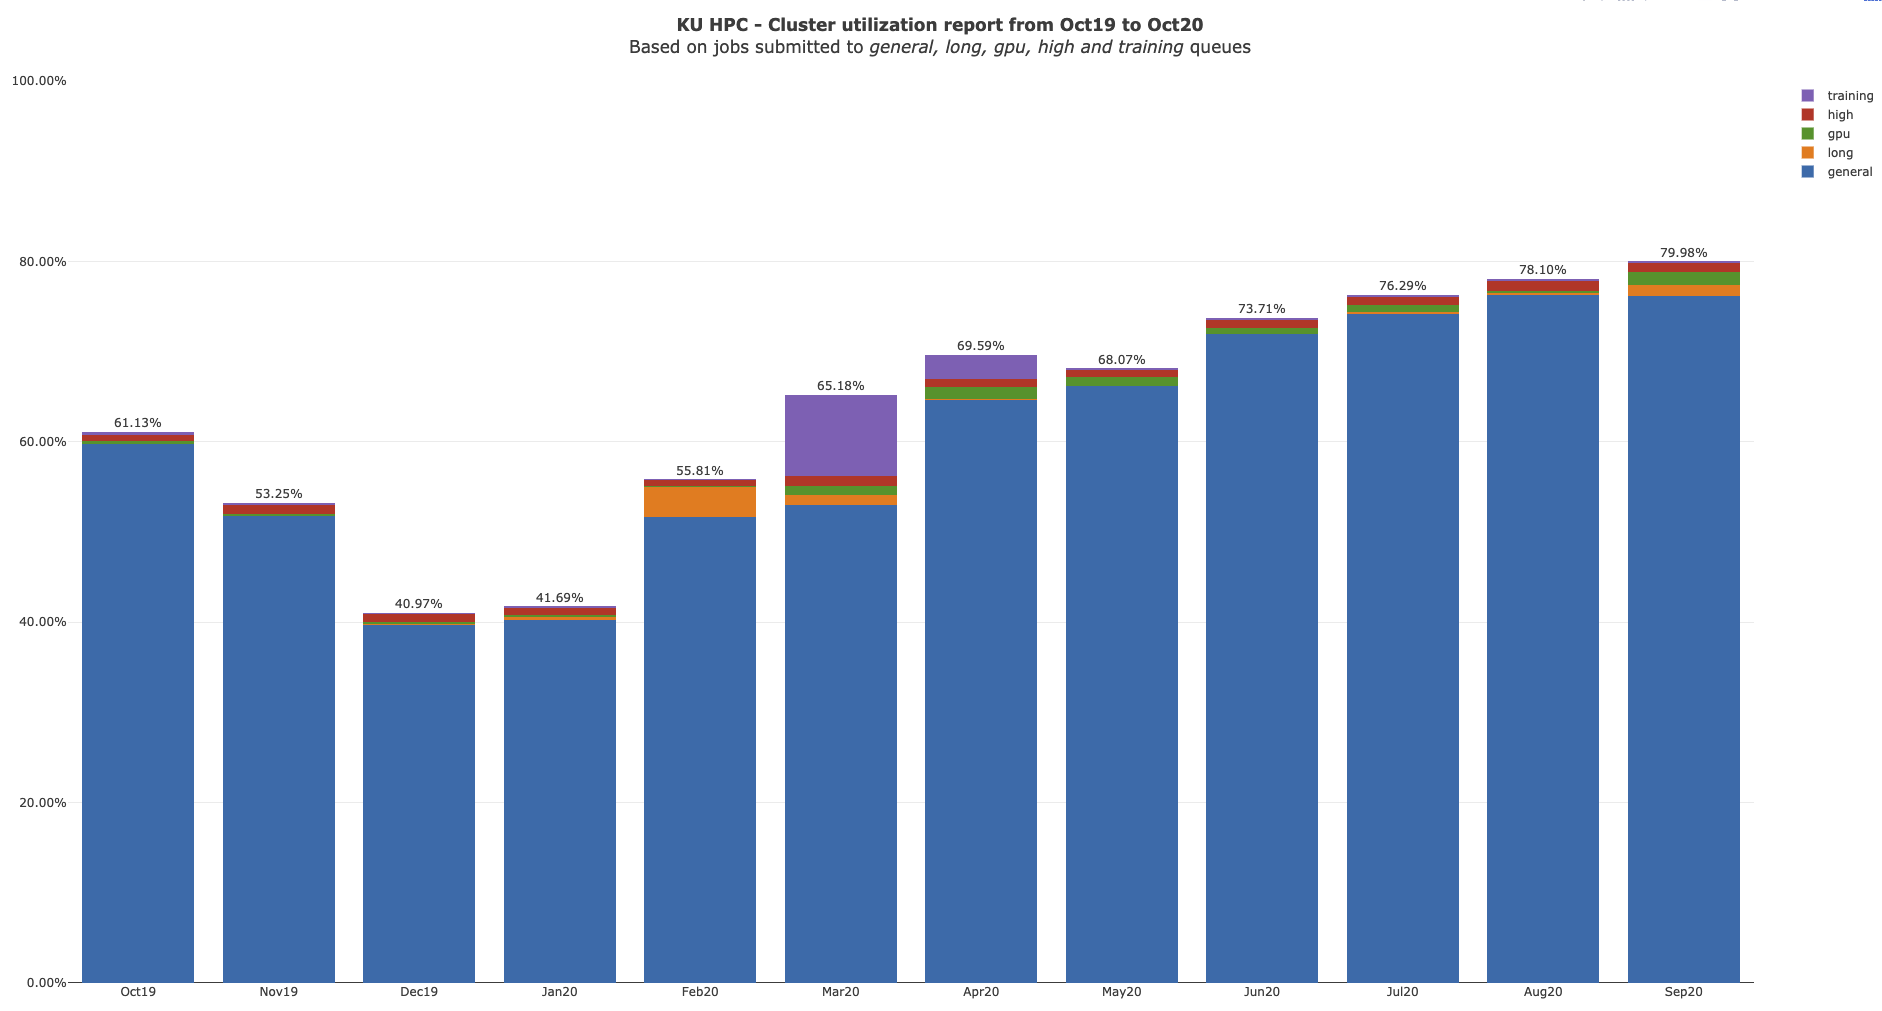 KU HPC - Cluster utilization report from Oct19 to Oct20
Based on jobs submitted to general, long, gpu, high and training queues
100.00%
80.00%
60.00%
40.00%
20.00%
0.00%
training
high
gpu
long
general
61.13%
53.25%
40.97%
41.69%
55.81%
65.18%
69.59%
68.07%
73.71%
76.29%
78.10%
79.98%
Oct19
Nov19
Dec19
Jan20
Feb20
Mar20
Apr20
May20
Jun20
Jul20
Aug20
Sep20